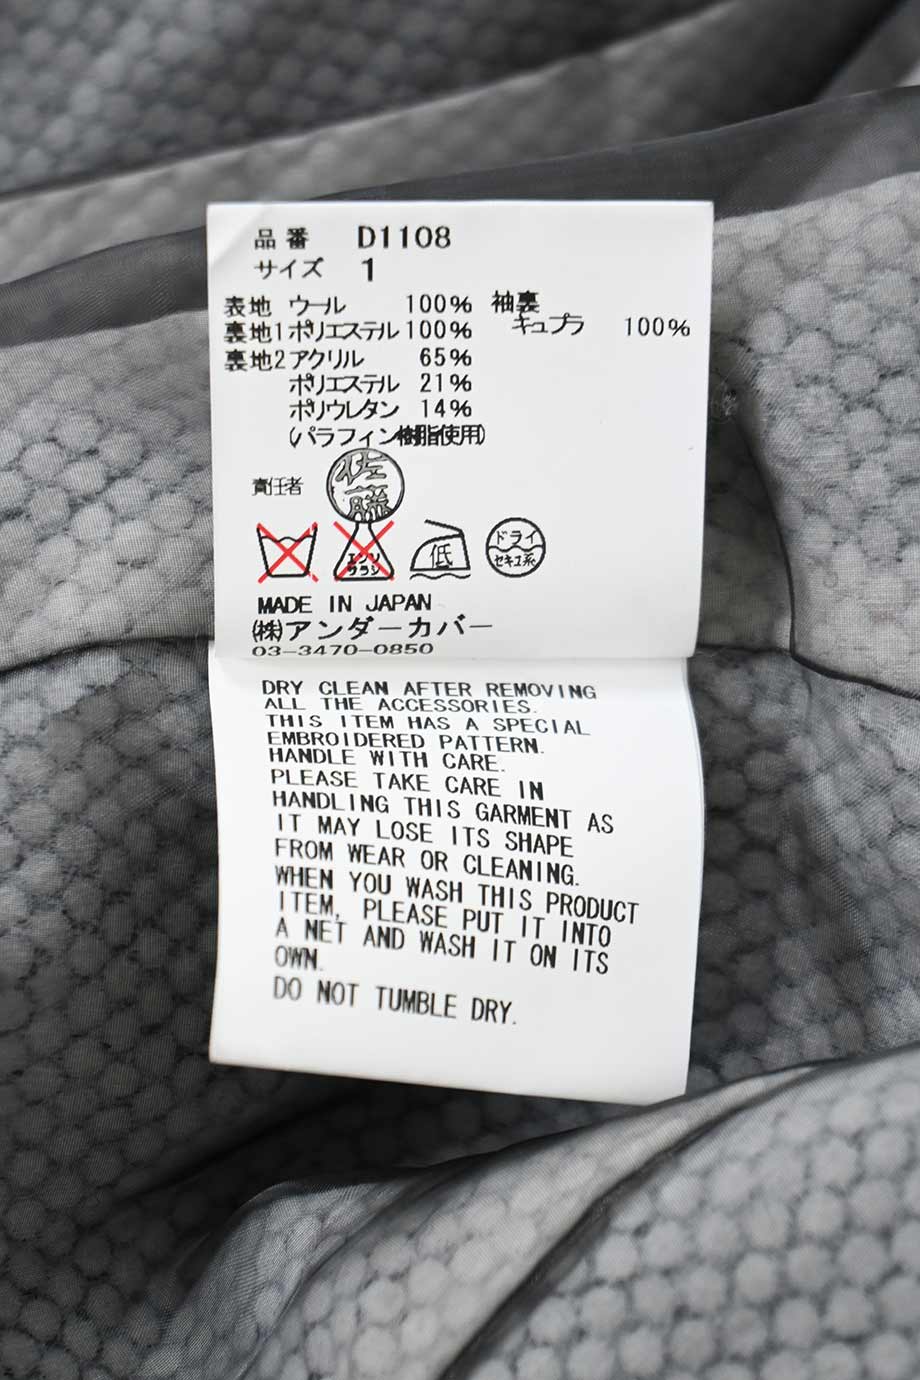 品番 D1108
サイズ 1
表地 ウール 100% 袖裏
キュプラ 100%
裏地1 ポリエステル 100%
裏地2 アクリル 65%
ポリエステル 21%
ポリウレタン 14%
(パラフィン樹脂使用)
責任者 佐藤
エンソ サラシ 低 ドライ セキユ系
MADE IN JAPAN
(株)アンダーカバー
03-3470-0850
DRY CLEAN AFTER REMOVING
ALL THE ACCESSORIES.
THIS ITEM HAS A SPECIAL
EMBROIDERED PATTERN.
HANDLE WITH CARE.
PLEASE TAKE CARE IN
HANDLING THIS GARMENT AS
IT MAY LOSE ITS SHAPE
FROM WEAR OR CLEANING.
WHEN YOU WASH THIS PRODUCT
ITEM, PLEASE PUT IT INTO
A NET AND WASH IT ON ITS
OWN.
DO NOT TUMBLE DRY.